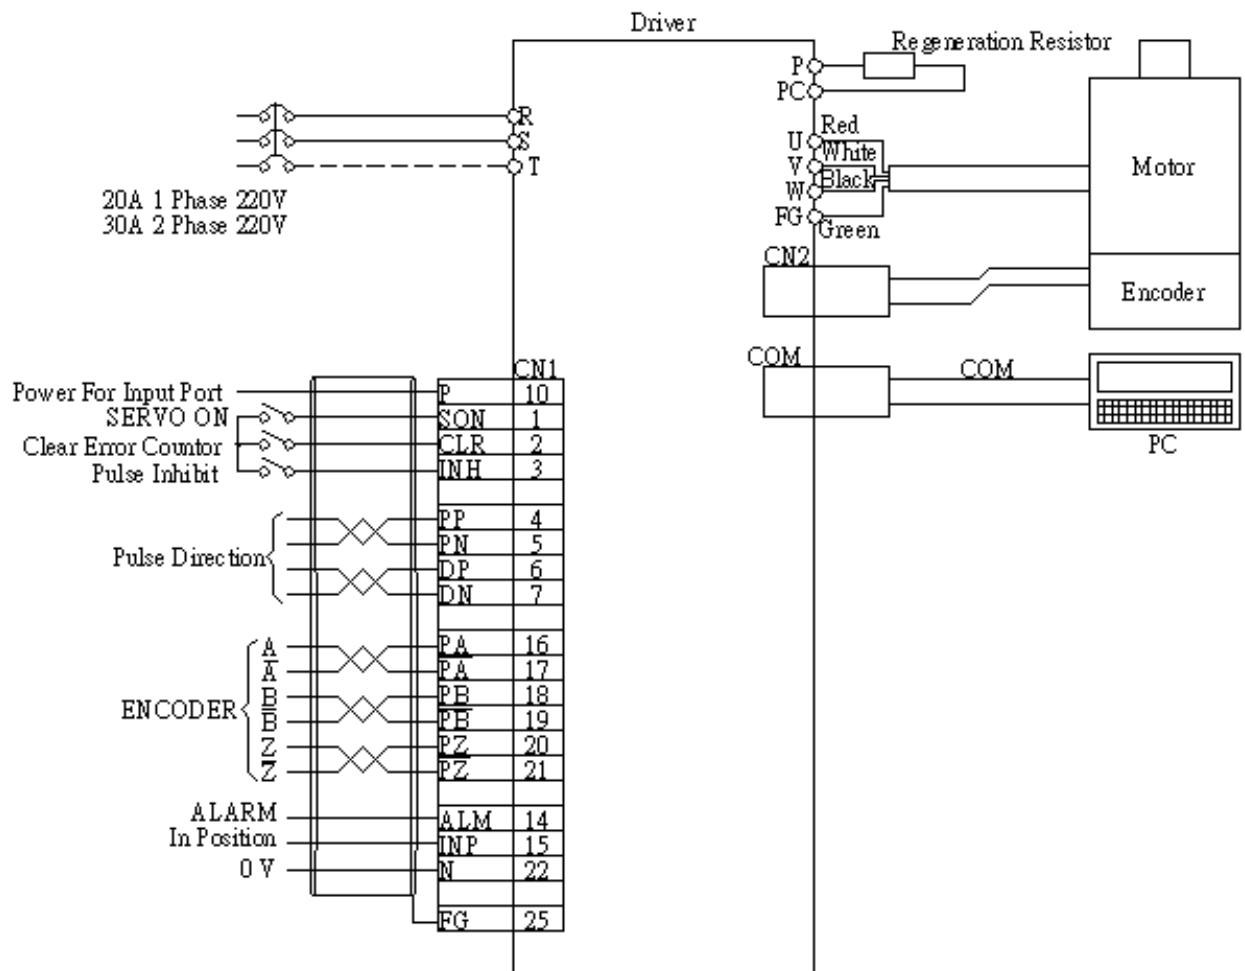 Driver
Regeneration Resistor
P
PC
R
S
T
20A 1 Phase 220V
30A 2 Phase 220V
U Red
V White
W Black
FG Green
Motor
CN2
Encoder
COM
COM
PC
CN1
Power For Input Port P 10
SERVO ON SON 1
Clear Error Countor CLR 2
Pulse Inhibit INH 3
Pulse Direction
PP 4
PN 5
DP 6
DN 7
ENCODER
A PA 16
A̅ P̅A̅ 17
B PB 18
B̅ P̅B̅ 19
Z PZ 20
Z̅ P̅Z̅ 21
ALARM ALM 14
In Position INP 15
0 V N 22
FG 25